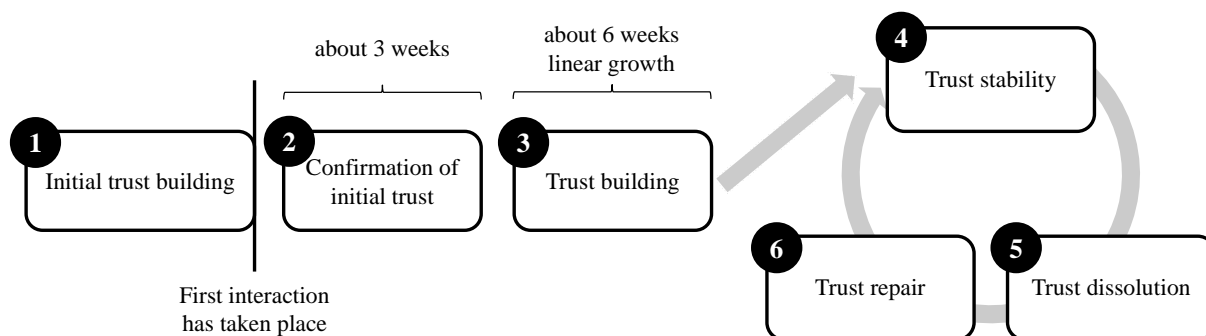 1
Initial trust building
First interaction
has taken place
about 3 weeks
2
Confirmation of
initial trust
about 6 weeks
linear growth
3
Trust building
4
Trust stability
5
Trust dissolution
6
Trust repair